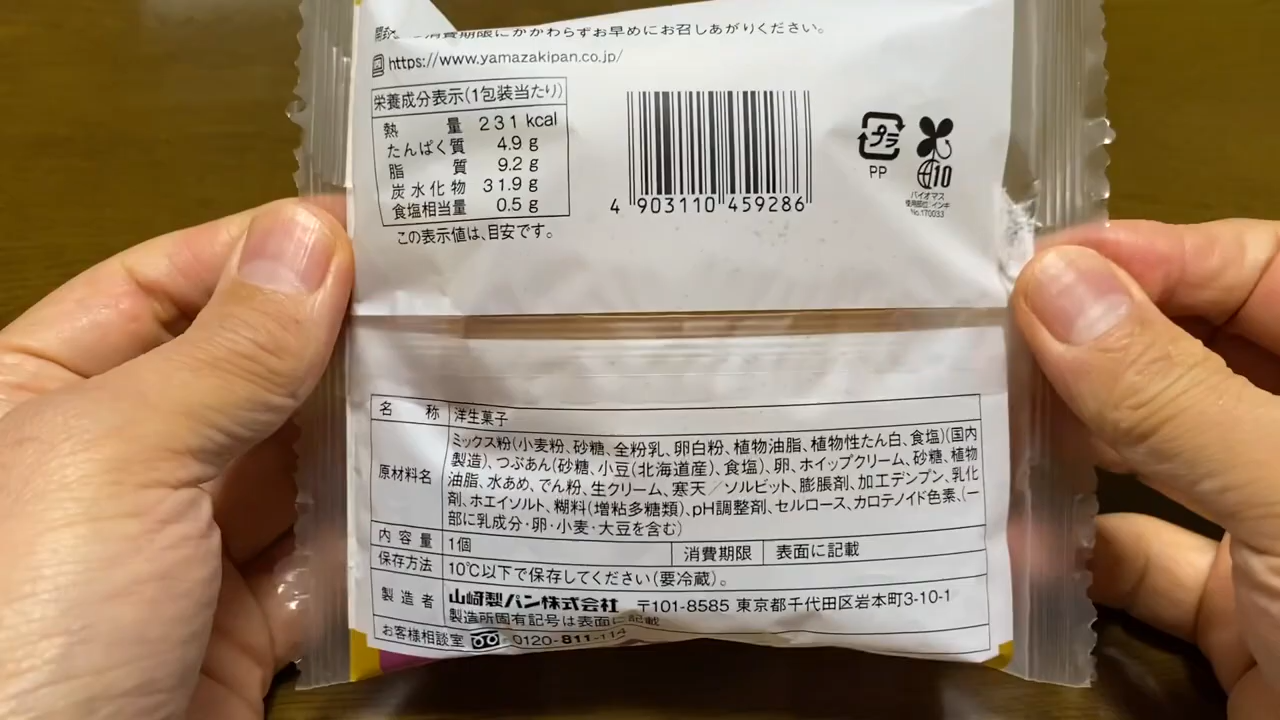 消費期限にかかわらずお早めにお召しあがりください。
https://www.yamazakipan.co.jp/
栄養成分表示(1包装当たり)
熱量 231 kcal
たんぱく質 4.9 g
脂質 9.2 g
炭水化物 31.9 g
食塩相当量 0.5 g
この表示値は、目安です。
4 903110 459286
プラ
PP
10
バイオマス
使用部位:インキ
No.170033
名称 洋生菓子
原材料名 ミックス粉(小麦粉、砂糖、全粉乳、卵白粉、植物油脂、植物性たん白、食塩)(国内
製造)、つぶあん(砂糖、小豆(北海道産)、食塩)、卵、ホイップクリーム、砂糖、植物
油脂、水あめ、でん粉、生クリーム、寒天/ソルビット、膨脹剤、加工デンプン、乳化
剤、ホエイソルト、糊料(増粘多糖類)、pH調整剤、セルロース、カロテノイド色素、(一
部に乳成分・卵・小麦・大豆を含む)
内容量 1個 消費期限 表面に記載
保存方法 10℃以下で保存してください(要冷蔵)。
製造者 山崎製パン株式会社 〒101-8585 東京都千代田区岩本町3-10-1
製造所固有記号は表面に記載
お客様相談室 0120-811-114